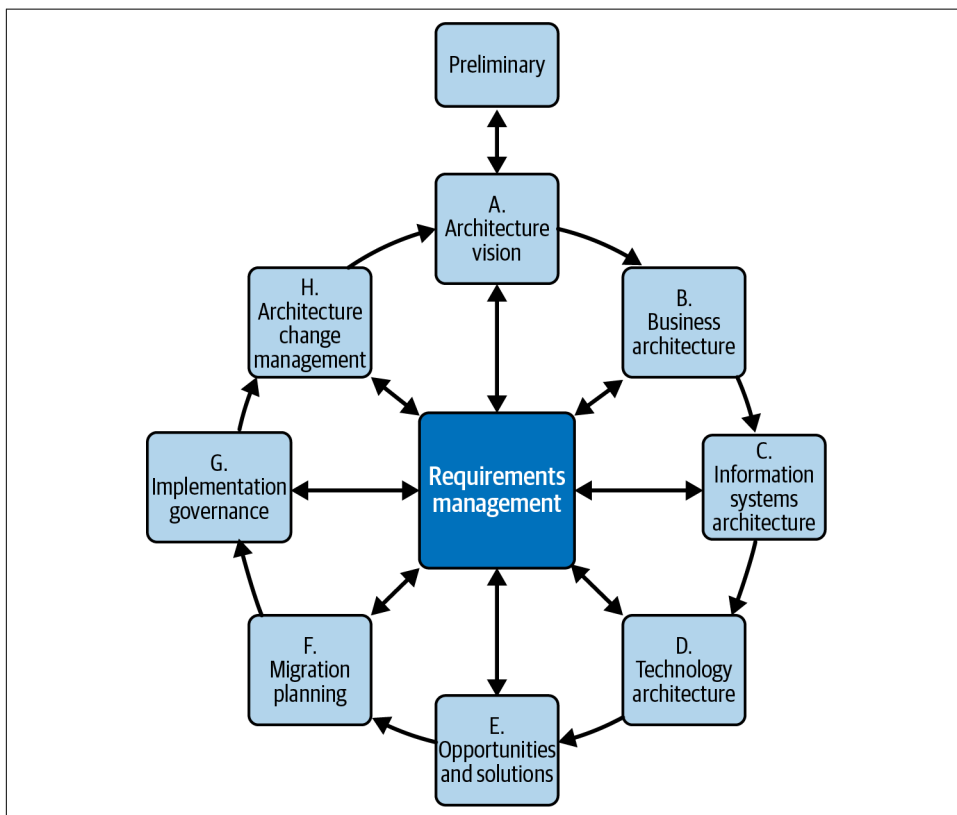 Preliminary
A.
Architecture
vision
B.
Business
architecture
C.
Information
systems
architecture
D.
Technology
architecture
E.
Opportunities
and solutions
F.
Migration
planning
G.
Implementation
governance
H.
Architecture
change
management
Requirements
management